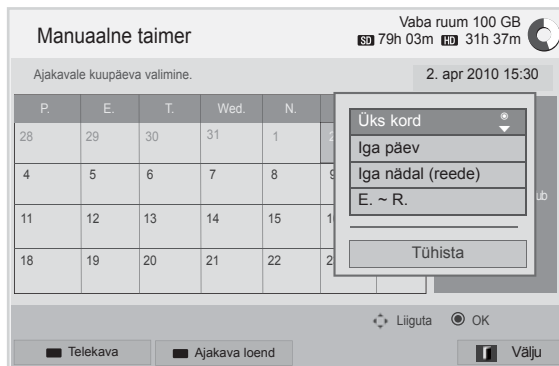 Manuaalne taimer
Vaba ruum 100 GB
SD 79h 03m HD 31h 37m
Ajakavale kuupäeva valimine.
2. apr 2010 15:30
P. E. T. Wed. N.
28 29 30 31 1 2
4 5 6 7 8 9
11 12 13 14 15
18 19 20 21 22
Üks kord
Iga päev
Iga nädal (reede)
E. ~ R.
Tühista
Liiguta OK
Telekava Ajakava loend Välju